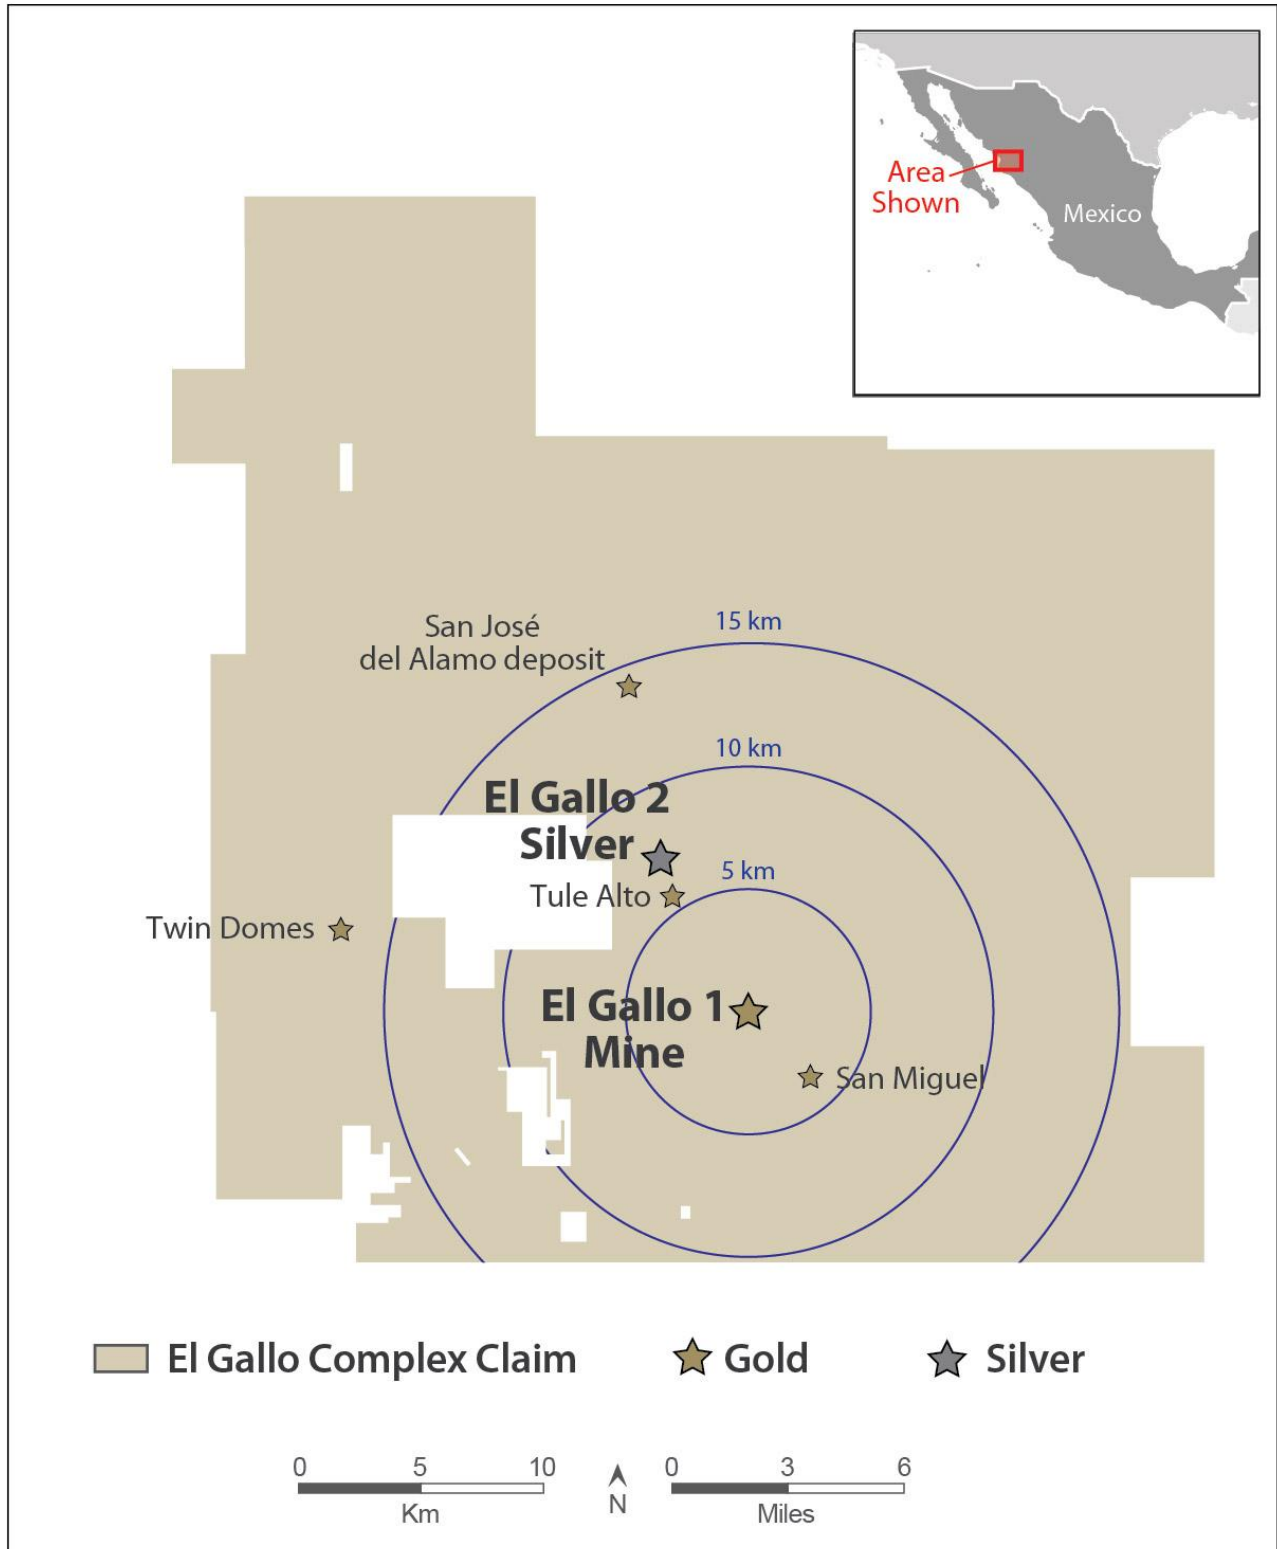 Area
Shown
Mexico
San José
del Alamo deposit
15 km
10 km
El Gallo 2
Silver
5 km
Tule Alto
Twin Domes
El Gallo 1
Mine
San Miguel
El Gallo Complex Claim
Gold
Silver
0 5 10
Km
N
0 3 6
Miles